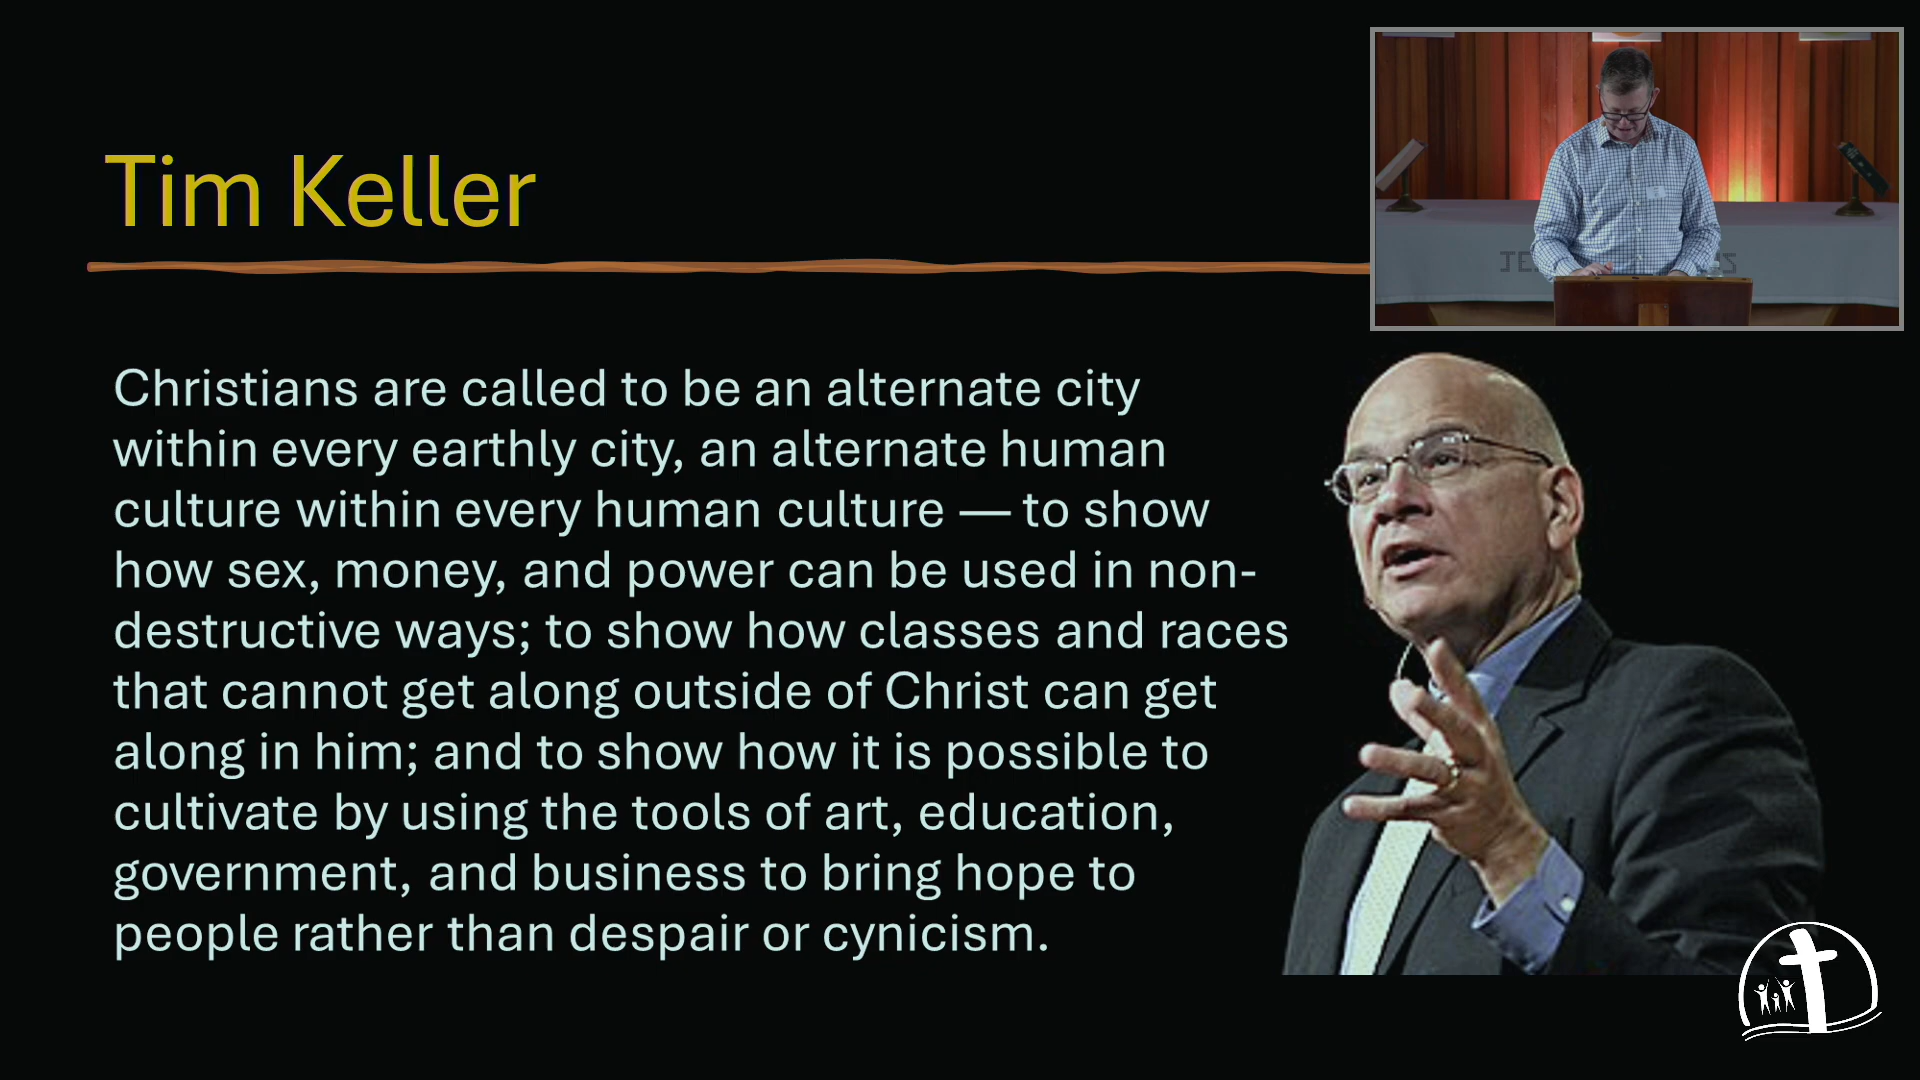 Tim Keller
Christians are called to be an alternate city
within every earthly city, an alternate human
culture within every human culture — to show
how sex, money, and power can be used in non-
destructive ways; to show how classes and races
that cannot get along outside of Christ can get
along in him; and to show how it is possible to
cultivate by using the tools of art, education,
government, and business to bring hope to
people rather than despair or cynicism.